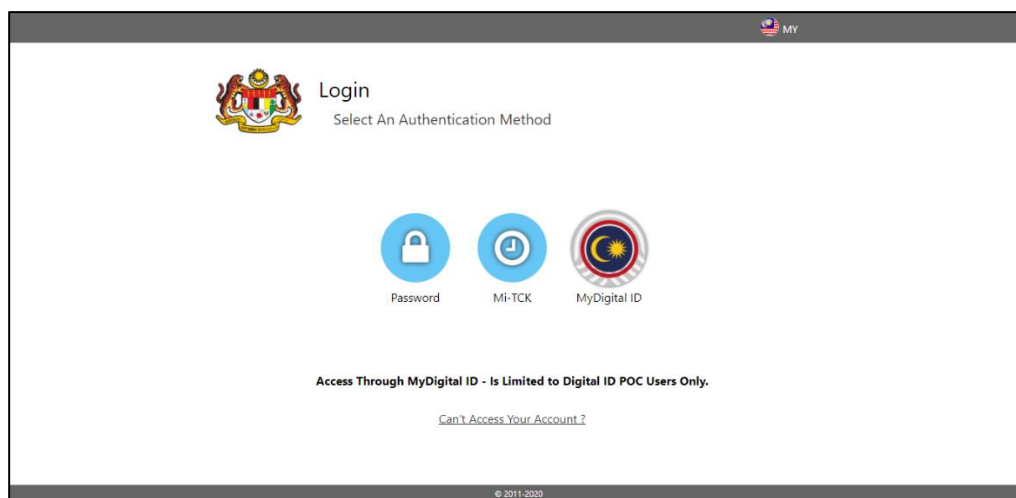 MY
Login
Select An Authentication Method
Password Mi-TCK MyDigital ID
Access Through MyDigital ID - Is Limited to Digital ID POC Users Only.
Can't Access Your Account ?
© 2011-2020